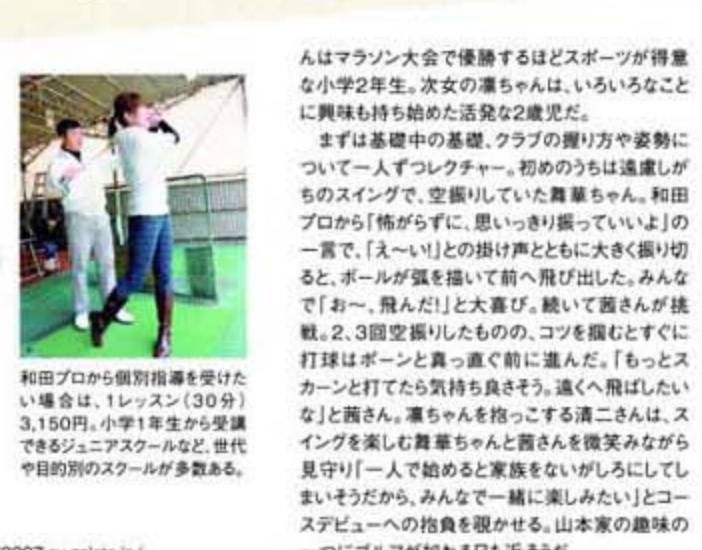 んはマラソン大会で優勝するほどスポーツが得意
な小学2年生。次女の凛ちゃんは、いろいろなこと
に興味も持ち始めた活発な2歳児だ。
まずは基礎中の基礎、クラブの握り方や姿勢に
ついて一人ずつレクチャー。初めのうちは遠慮しが
ちのスイングで、空振りしていた舞華ちゃん。和田
プロから「怖がらずに、思いっきり振っていいよ」の
一言で、「え〜い!」との掛け声とともに大きく振り切
ると、ボールが弧を描いて前へ飛び出した。みんな
で「お〜、飛んだ!」と大喜び。続いて茜さんが挑
戦。2、3回空振りしたものの、コツを掴むとすぐに
打球はポーンと真っ直ぐ前に進んだ。「もっとス
カーンと打てたら気持ち良さそう。遠くへ飛ばしたい
な」と茜さん。凛ちゃんを抱っこする清二さんは、ス
イングを楽しむ舞華ちゃんと茜さんを微笑みながら
見守り「一人で始めると家族をないがしろにしてし
まいそうだから、みんなで一緒に楽しみたい」とコー
スデビューへの抱負を覗かせる。山本家の趣味の
和田プロから個別指導を受けた
い場合は、1レッスン(30分)
3,150円。小学1年生から受講
できるジュニアスクールなど、世代
や目的別のスクールが多数ある。